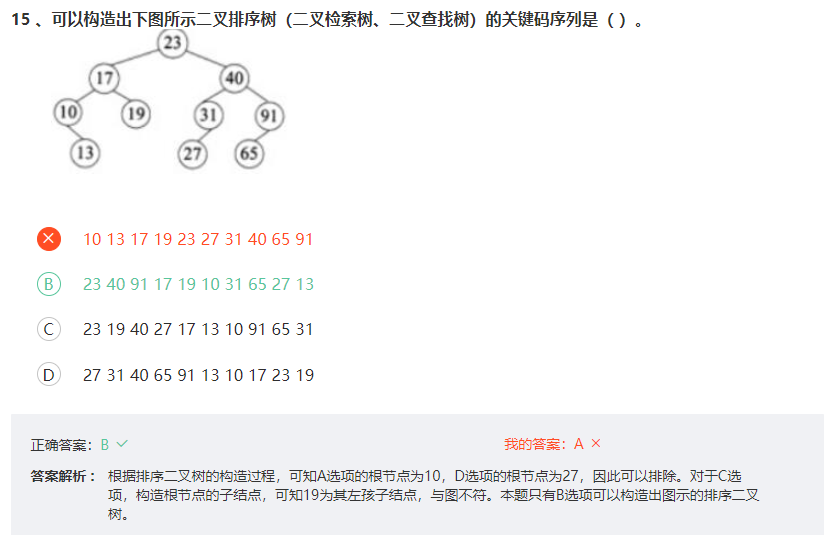 15 、可以构造出下图所示二叉排序树（二叉检索树、二叉查找树）的关键码序列是（ ）。
23
17 40
10 19 31 91
13 27 65
10 13 17 19 23 27 31 40 65 91
B 23 40 91 17 19 10 31 65 27 13
C 23 19 40 27 17 13 10 91 65 31
D 27 31 40 65 91 13 10 17 23 19
正确答案：B 我的答案：A
答案解析： 根据排序二叉树的构造过程，可知A选项的根节点为10，D选项的根节点为27，因此可以排除。对于C选
项，构造根节点的子结点，可知19为其左孩子结点，与图不符。本题只有B选项可以构造出图示的排序二叉
树。